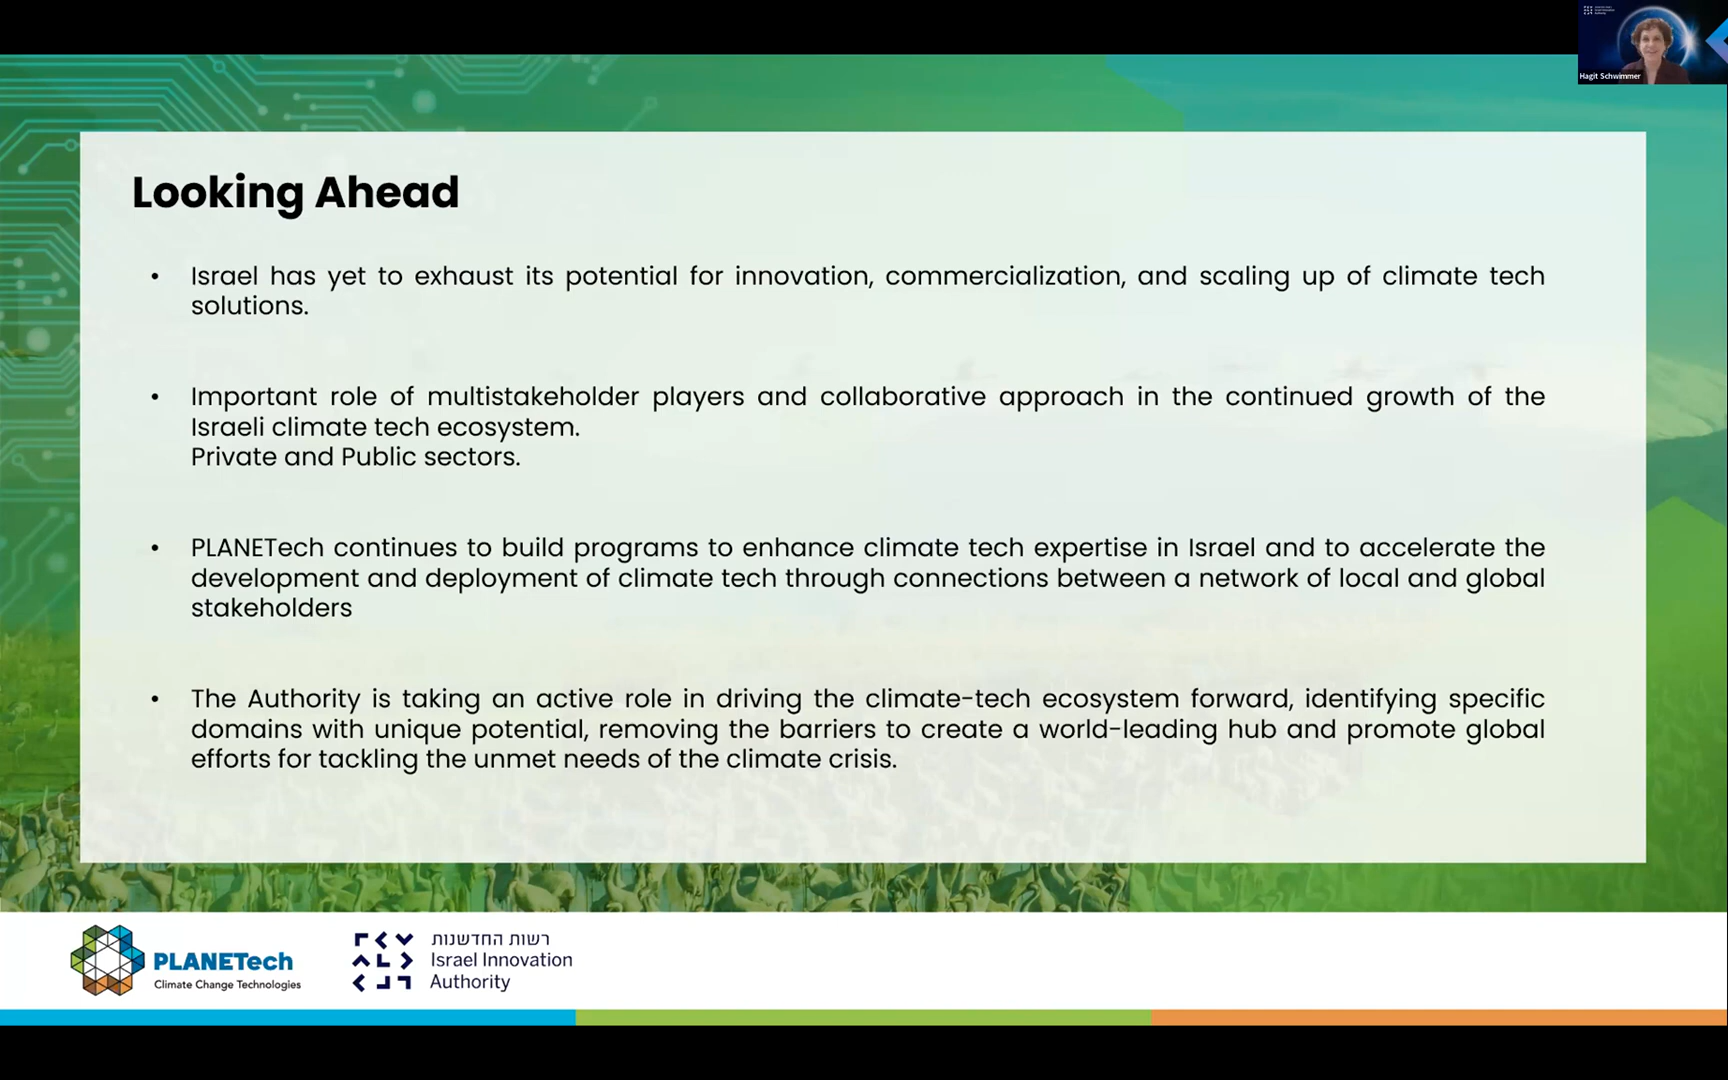 Hagit Schwimmer
Looking Ahead
• Israel has yet to exhaust its potential for innovation, commercialization, and scaling up of climate tech
solutions.
• Important role of multistakeholder players and collaborative approach in the continued growth of the
Israeli climate tech ecosystem.
Private and Public sectors.
• PLANETech continues to build programs to enhance climate tech expertise in Israel and to accelerate the
development and deployment of climate tech through connections between a network of local and global
stakeholders
• The Authority is taking an active role in driving the climate-tech ecosystem forward, identifying specific
domains with unique potential, removing the barriers to create a world-leading hub and promote global
efforts for tackling the unmet needs of the climate crisis.
PLANETech
Climate Change Technologies
רשות החדשנות
Israel Innovation
Authority